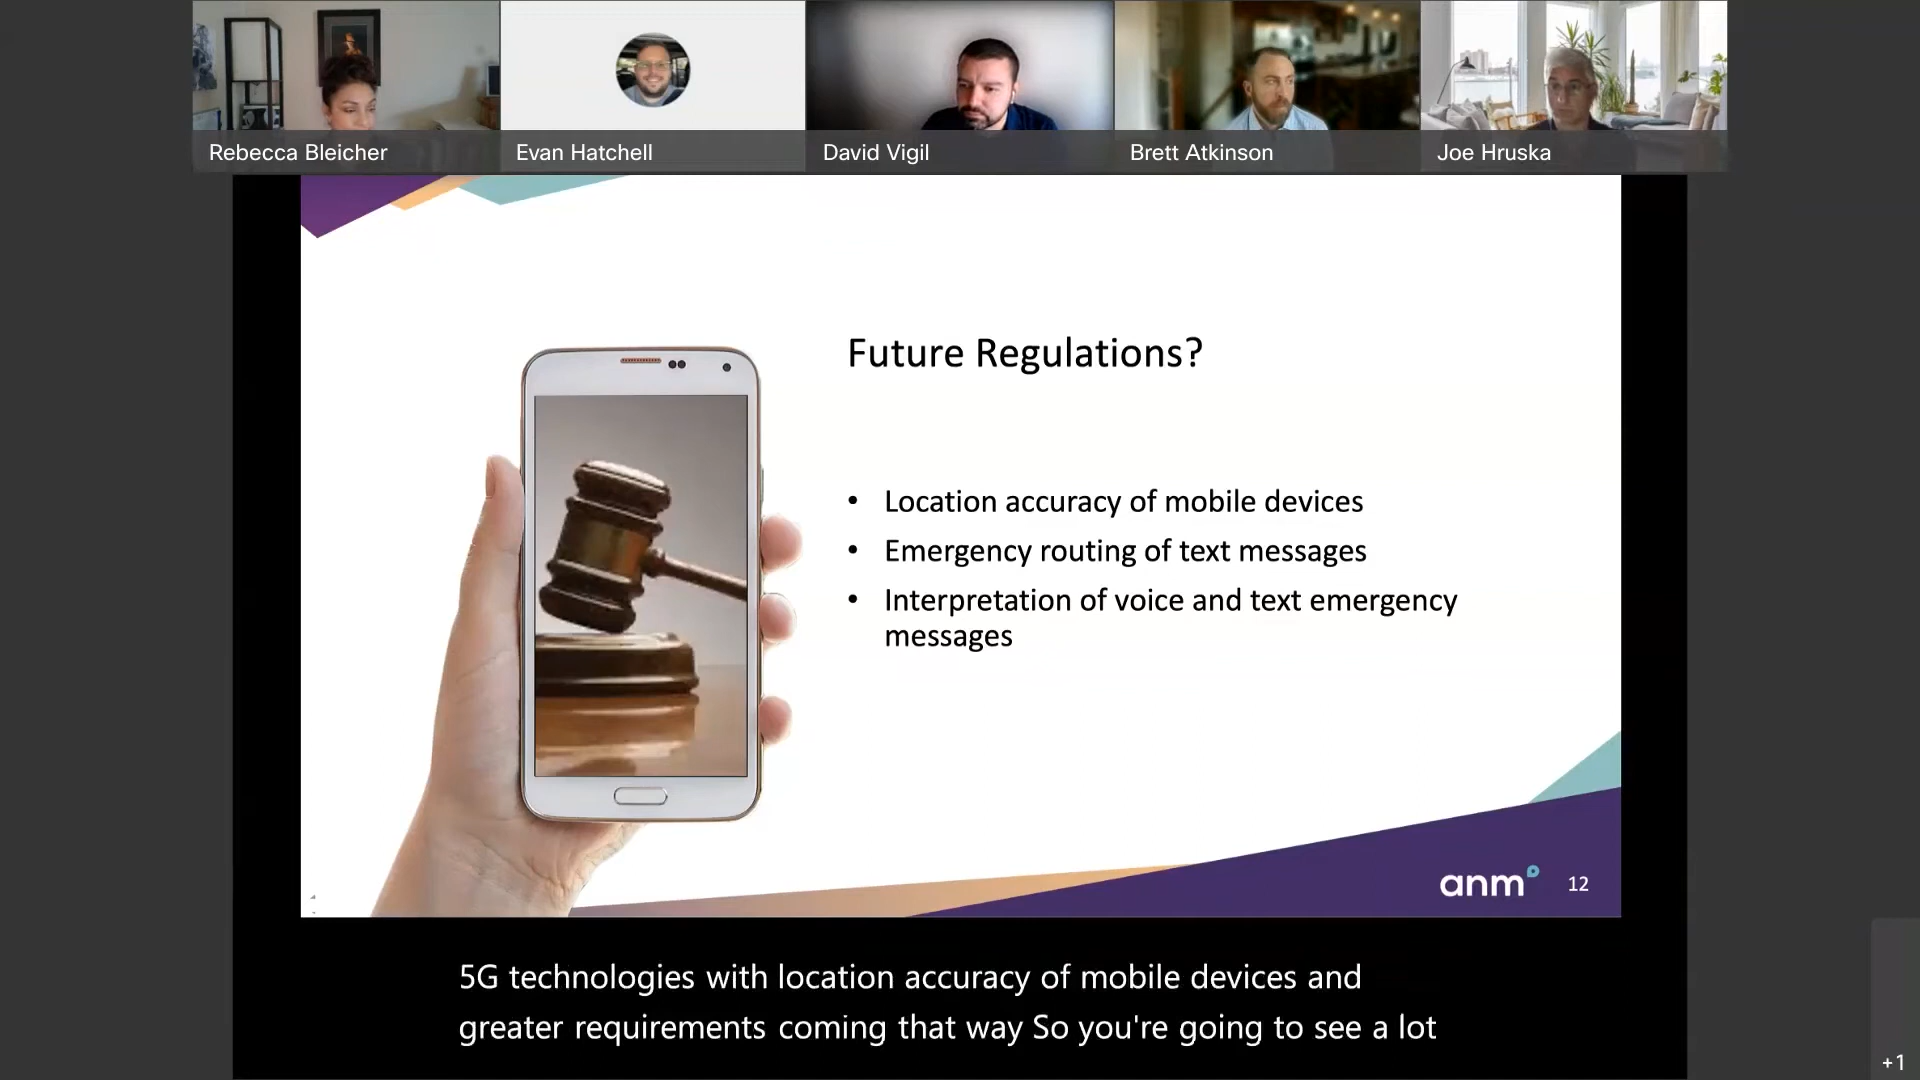 Rebecca Bleicher
Evan Hatchell
David Vigil
Brett Atkinson
Joe Hruska
Future Regulations?
• Location accuracy of mobile devices
• Emergency routing of text messages
• Interpretation of voice and text emergency
messages
anm
12
5G technologies with location accuracy of mobile devices and
greater requirements coming that way So you're going to see a lot
+1